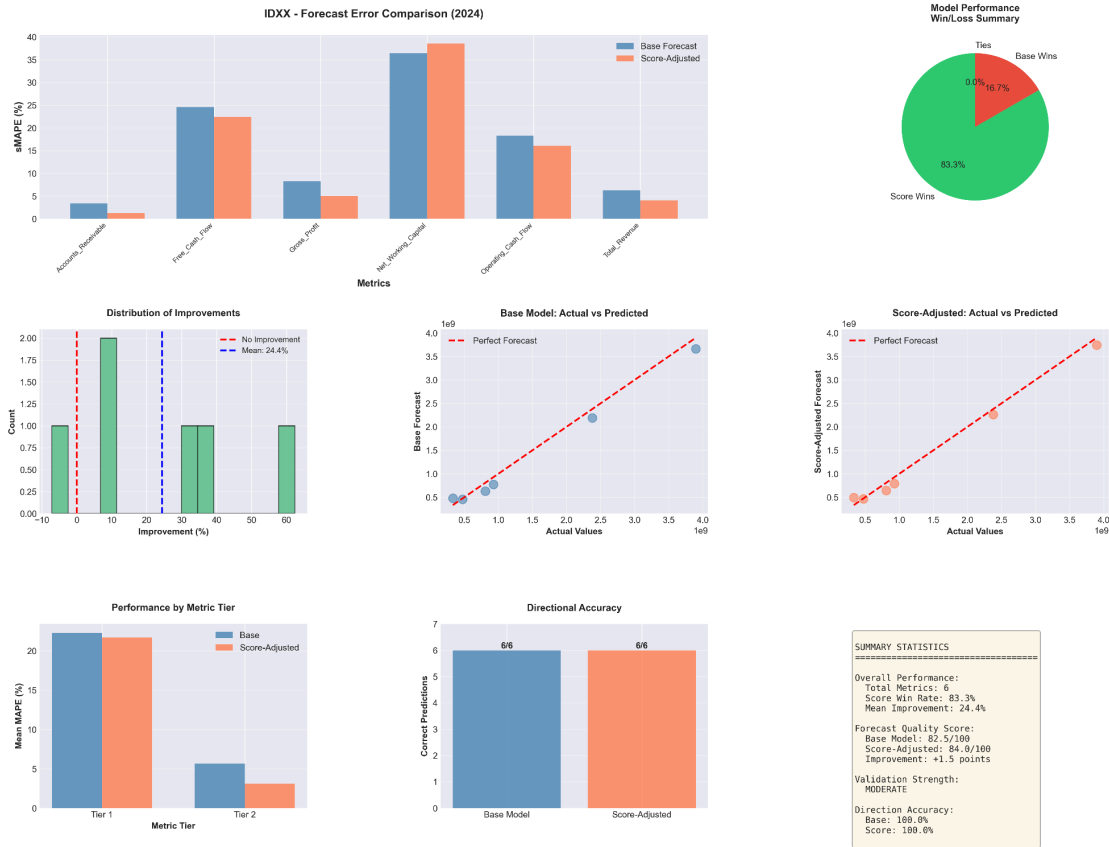 IDXX - Forecast Error Comparison (2024)
sMAPE (%)
40
35
30
25
20
15
10
5
0
Base Forecast
Score-Adjusted
Accounts_Receivable
Free_Cash_Flow
Gross_Profit
Net_Working_Capital
Operating_Cash_Flow
Total_Revenue
Metrics
Model Performance
Win/Loss Summary
Ties
Base Wins
0.0%
16.7%
83.3%
Score Wins
Distribution of Improvements
Count
2.00
1.75
1.50
1.25
1.00
0.75
0.50
0.25
0.00
No Improvement
Mean: 24.4%
−10 0 10 20 30 40 50 60
Improvement (%)
Base Model: Actual vs Predicted
1e9
Base Forecast
4.0
3.5
3.0
2.5
2.0
1.5
1.0
0.5
Perfect Forecast
0.5 1.0 1.5 2.0 2.5 3.0 3.5 4.0
1e9
Actual Values
Score-Adjusted: Actual vs Predicted
1e9
Score-Adjusted Forecast
4.0
3.5
3.0
2.5
2.0
1.5
1.0
0.5
Perfect Forecast
0.5 1.0 1.5 2.0 2.5 3.0 3.5 4.0
1e9
Actual Values
Performance by Metric Tier
Mean MAPE (%)
20
15
10
5
0
Base
Score-Adjusted
Tier 1 Tier 2
Metric Tier
Directional Accuracy
Correct Predictions
7
6
5
4
3
2
1
0
6/6 6/6
Base Model Score-Adjusted
SUMMARY STATISTICS
===================================
Overall Performance:
Total Metrics: 6
Score Win Rate: 83.3%
Mean Improvement: 24.4%
Forecast Quality Score:
Base Model: 82.5/100
Score-Adjusted: 84.0/100
Improvement: +1.5 points
Validation Strength:
MODERATE
Direction Accuracy:
Base: 100.0%
Score: 100.0%